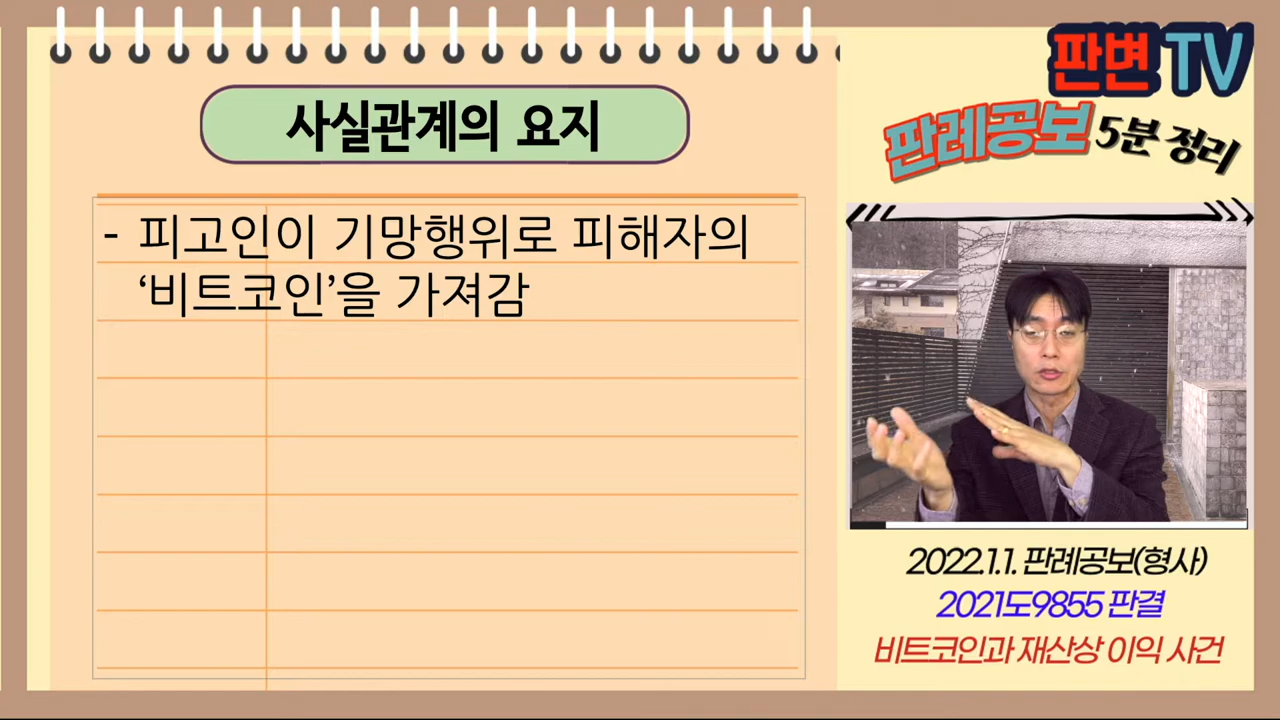 사실관계의 요지
- 피고인이 기망행위로 피해자의
‘비트코인’을 가져감
판변 TV
판례공보 5분 정리
2022.1.1. 판례공보(형사)
2021도9855 판결
비트코인과 재산상 이익 사건